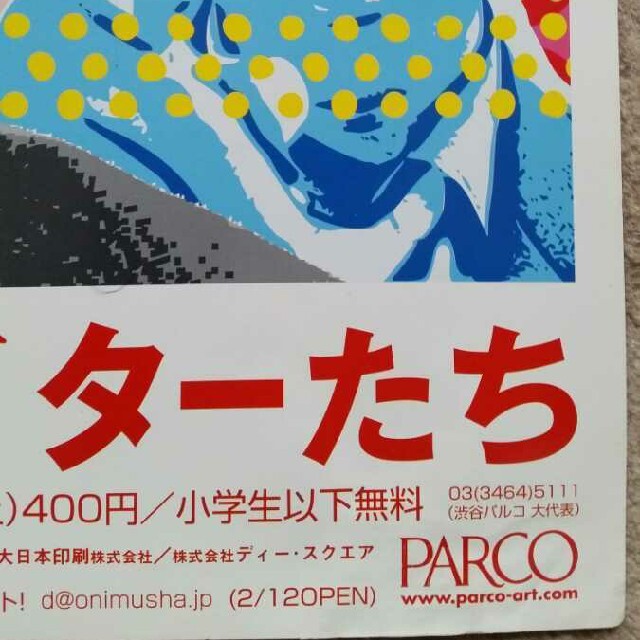 ターたち
)400円／小学生以下無料
03(3464)5111
(渋谷パルコ 大代表)
大日本印刷株式会社／株式会社ディー・スクエア
PARCO
ト! d@onimusha.jp (2/12OPEN)
www.parco-art.com